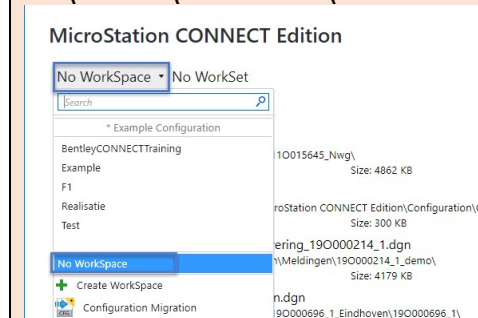 MicroStation CONNECT Edition
No WorkSpace No WorkSet
Search
* Example Configuration
BentleyCONNECTTraining
Example
F1
Realisatie
Test
No WorkSpace
Create WorkSpace
Configuration Migration
10015645_Nwg\
Size: 4862 KB
roStation CONNECT Edition\Configuration\
Size: 300 KB
ering_19O000214_1.dgn
\Meldingen\19O000214_1_demo\
Size: 4179 KB
n.dgn
9O000696_1_Eindhoven\19O000696_1\